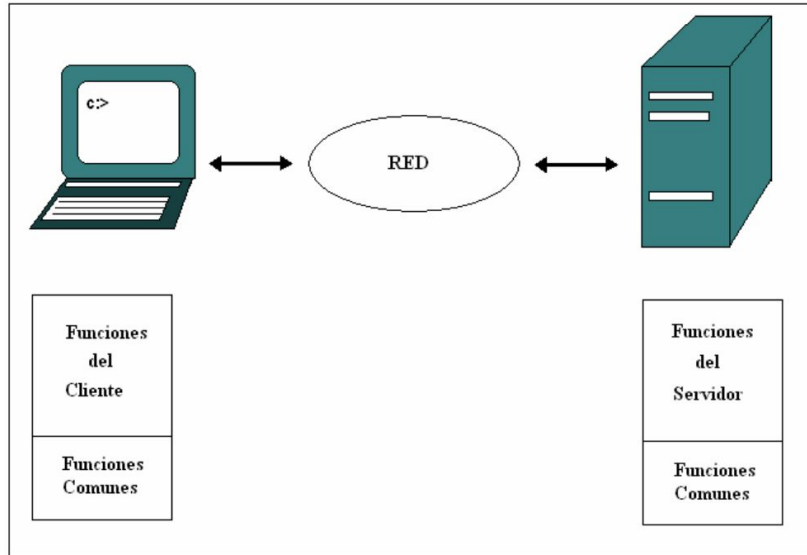 c:>
RED
Funciones
del
Cliente
Funciones
Comunes
Funciones
del
Servidor
Funciones
Comunes